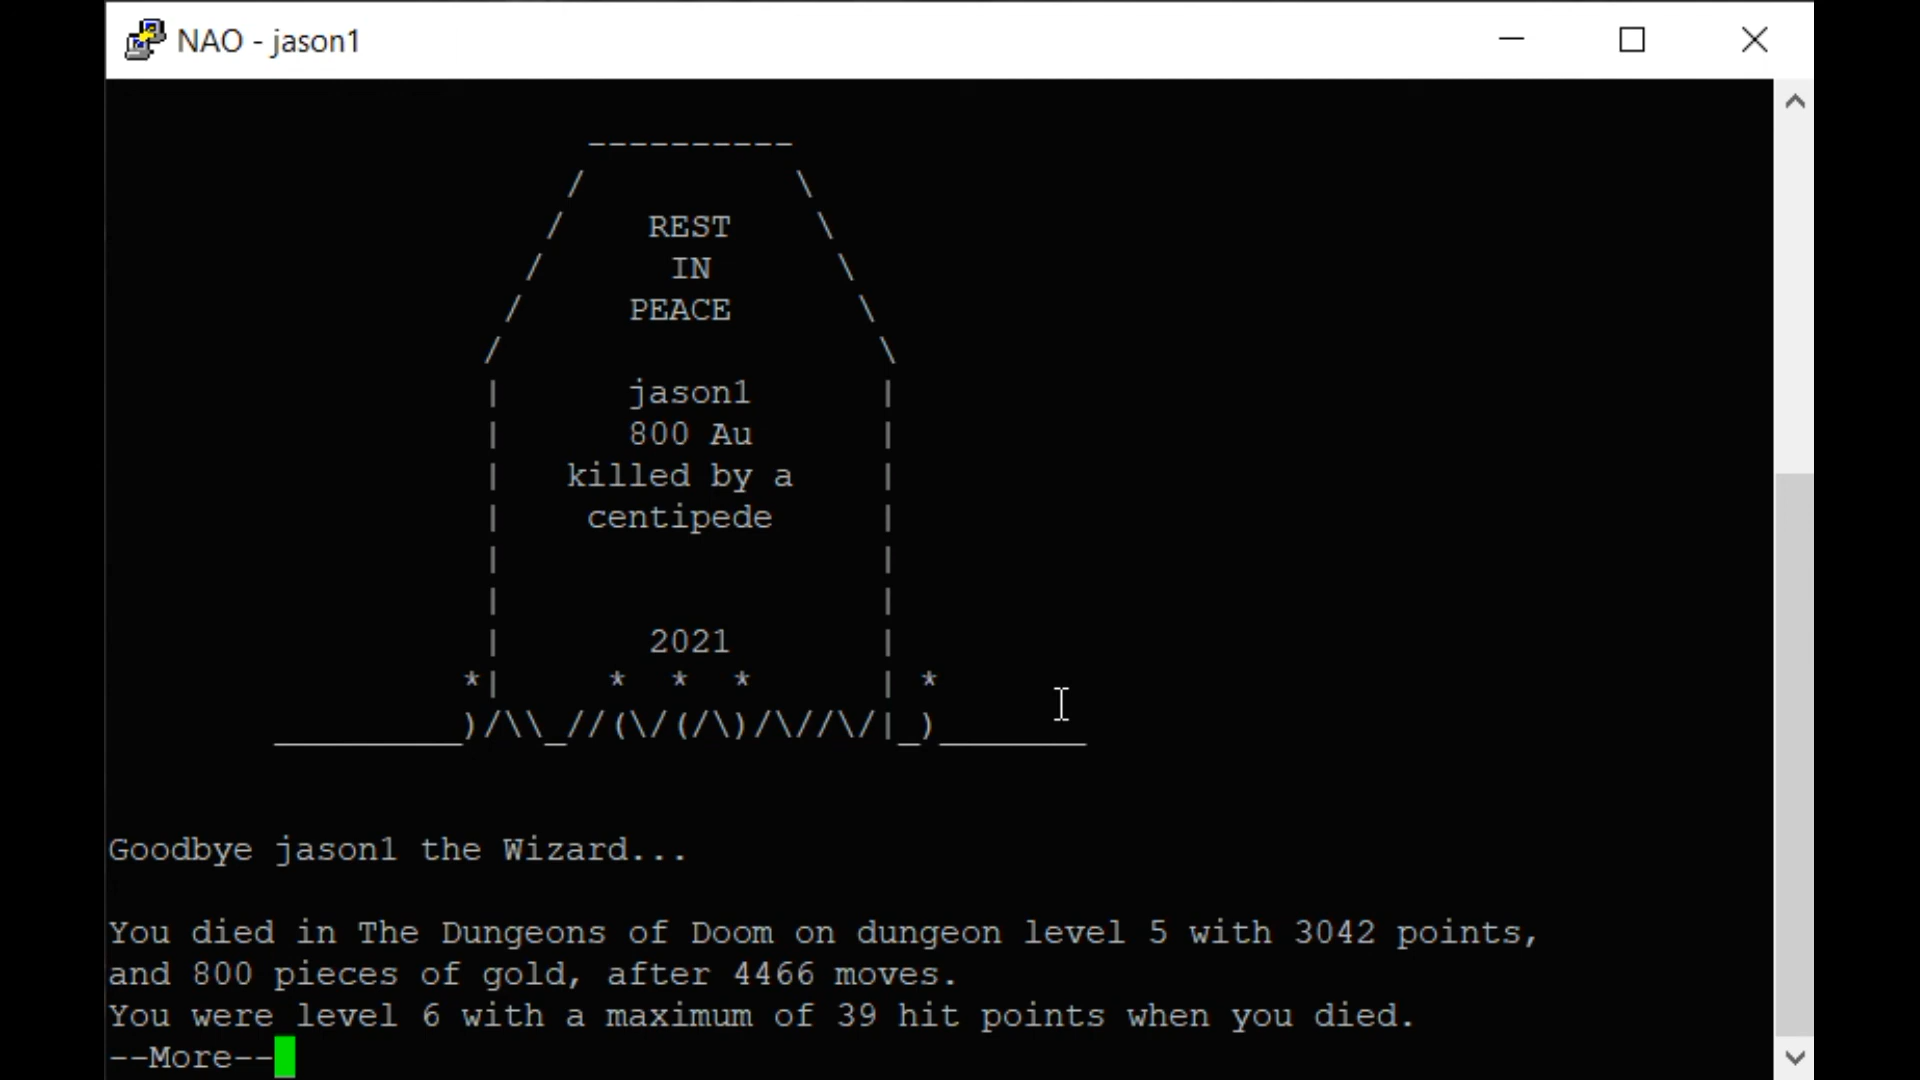 NAO - jason1
----------
/ \
/ REST \
/ IN \
/ PEACE \
/ \
| jason1 |
| 800 Au |
| killed by a |
| centipede |
| |
| |
| 2021 |
*| * * * | *
_________)/\\_//(\/(/\)/\//\/|_)_______
Goodbye jason1 the Wizard...
You died in The Dungeons of Doom on dungeon level 5 with 3042 points,
and 800 pieces of gold, after 4466 moves.
You were level 6 with a maximum of 39 hit points when you died.
--More--